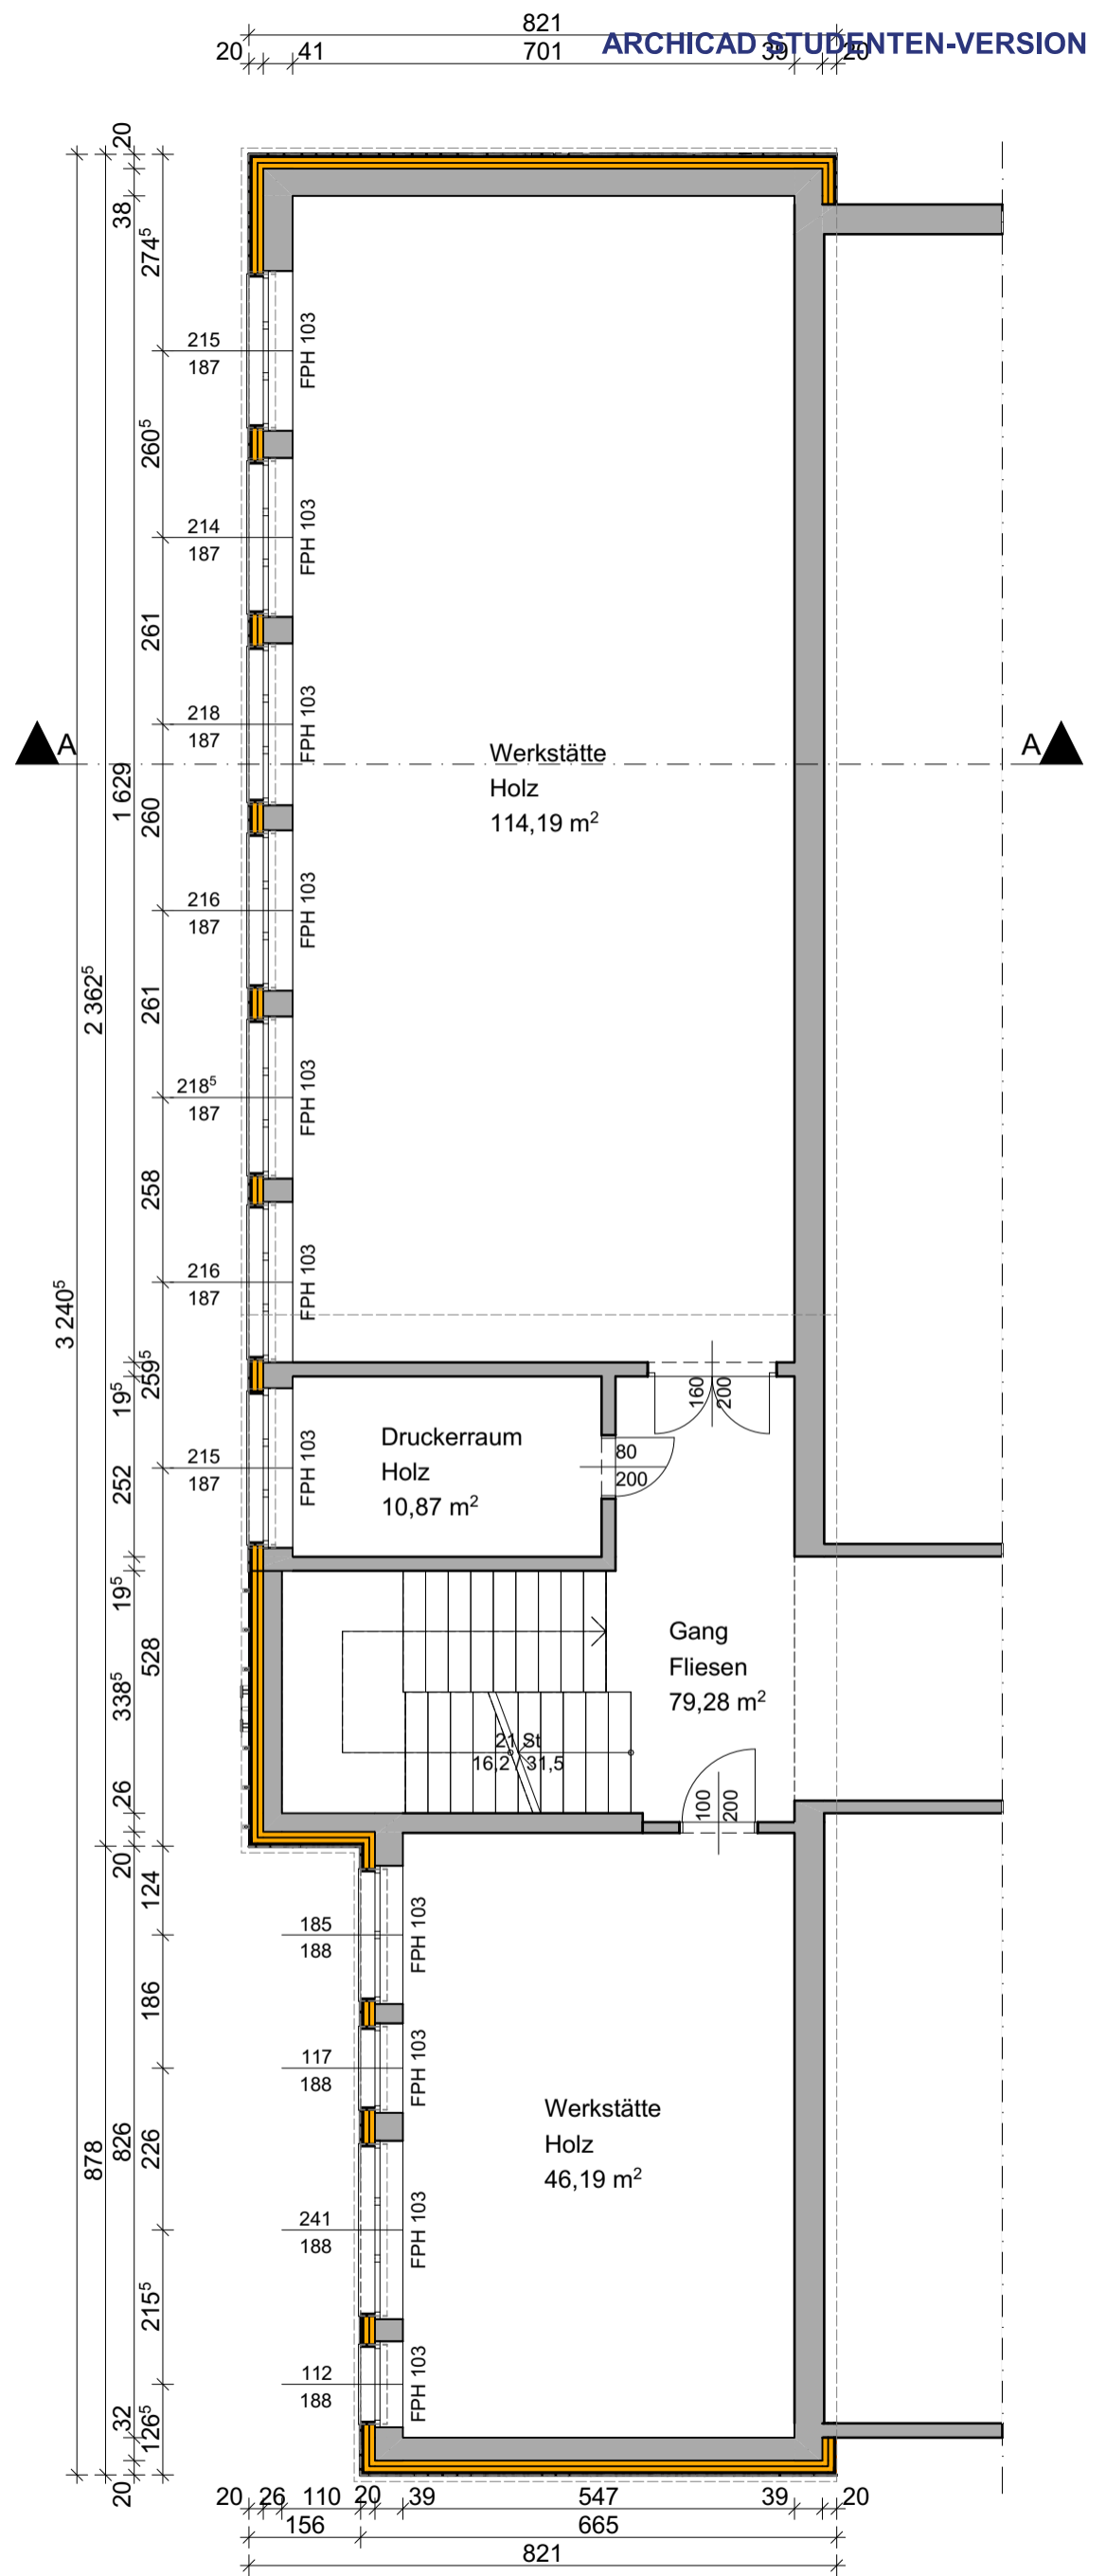 821
ARCHICAD STUDENTEN-VERSION
20 41 701 39 20
20
38
274⁵
215
187
FPH 103
260⁵
214
187
FPH 103
261
218
187
FPH 103
A
A
Werkstätte
Holz
114,19 m²
1 629
260
216
187
FPH 103
2 362⁵
261
218⁵
187
FPH 103
258
216
187
FPH 103
3 240⁵
259⁵
19⁵
160
200
Druckerraum
Holz
10,87 m²
80
200
215
187
FPH 103
252
19⁵
528
338⁵
Gang
Fliesen
79,28 m²
21 St
16,2 31,5
100
200
26
20
124
185
188
FPH 103
186
117
188
FPH 103
Werkstätte
Holz
46,19 m²
878
826
226
241
188
FPH 103
215⁵
112
188
FPH 103
32
126⁵
20
20 26 110 20 39 547 39 20
156 665
821